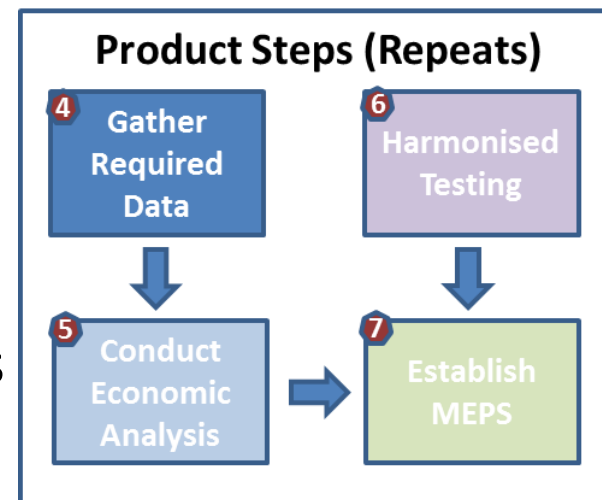 Product Steps (Repeats)
4
Gather
Required
Data
6
Harmonised
Testing
5
Conduct
Economic
Analysis
7
Establish
MEPS
s